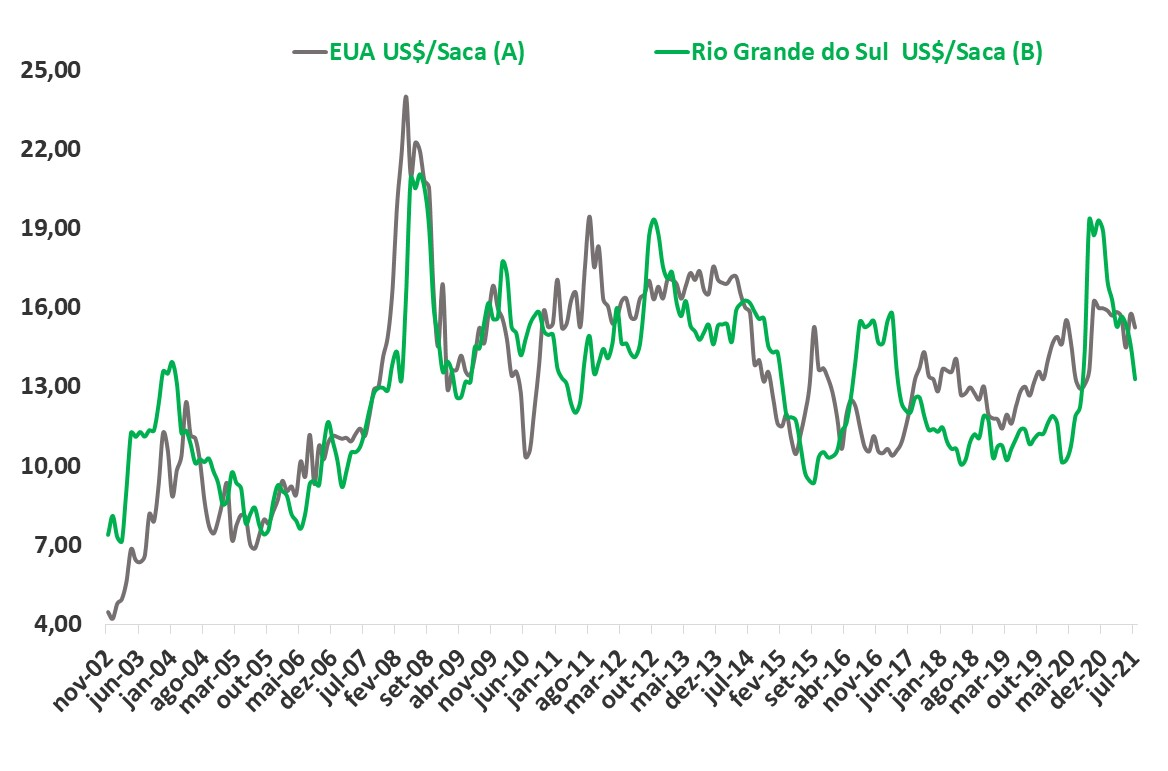 EUA US$/Saca (A)
Rio Grande do Sul  US$/Saca (B)
25,00
22,00
19,00
16,00
13,00
10,00
7,00
4,00
nov-02
jun-03
jan-04
ago-04
mar-05
out-05
mai-06
dez-06
jul-07
fev-08
set-08
abr-09
nov-09
jun-10
jan-11
ago-11
mar-12
out-12
mai-13
dez-13
jul-14
fev-15
set-15
abr-16
nov-16
jun-17
jan-18
ago-18
mar-19
out-19
mai-20
dez-20
jul-21